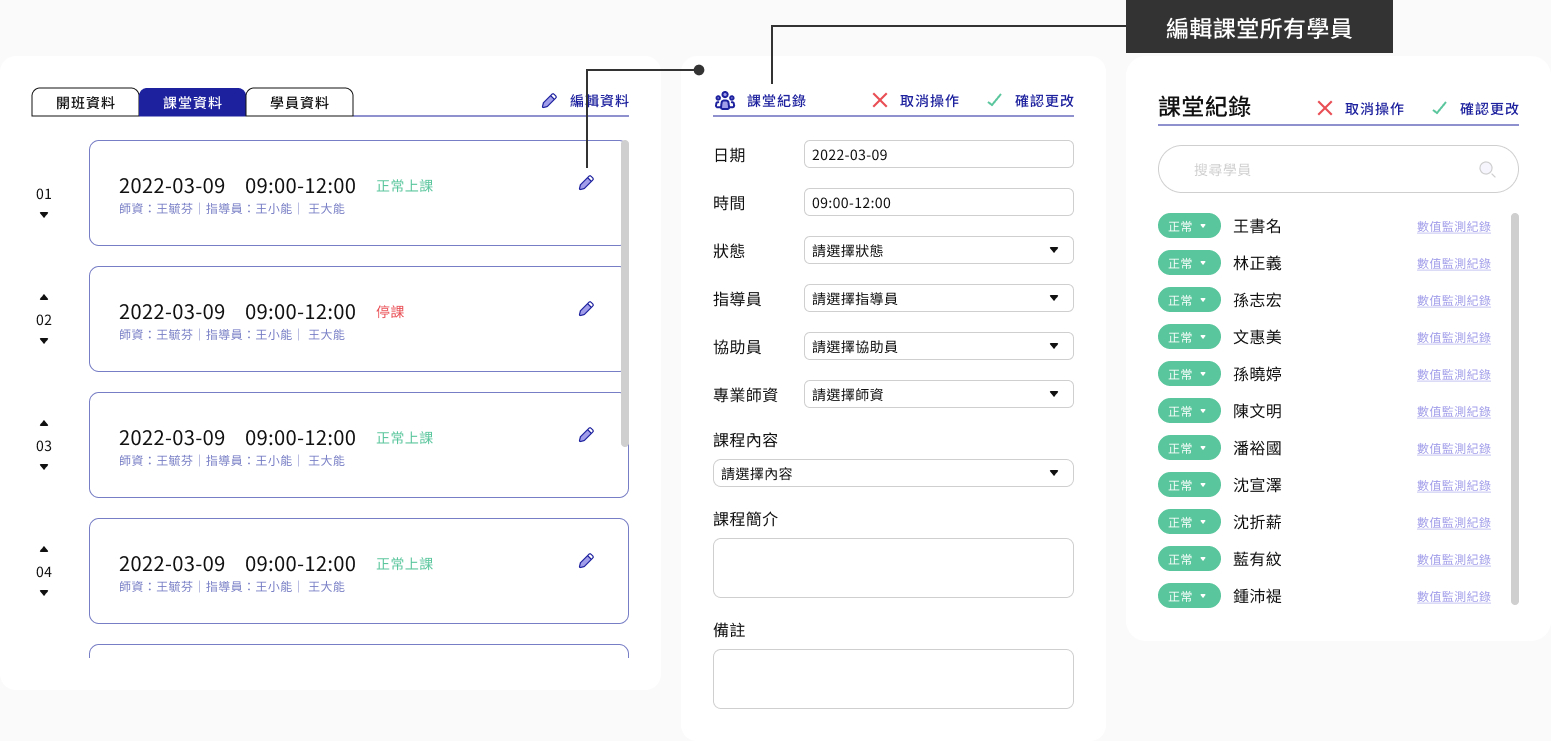 編輯課堂所有學員
開班資料 課堂資料 學員資料 編輯資料
01
2022-03-09 09:00-12:00 正常上課
師資：王毓芬｜指導員：王小能｜ 王大能
02
2022-03-09 09:00-12:00 停課
師資：王毓芬｜指導員：王小能｜ 王大能
03
2022-03-09 09:00-12:00 正常上課
師資：王毓芬｜指導員：王小能｜ 王大能
04
2022-03-09 09:00-12:00 正常上課
師資：王毓芬｜指導員：王小能｜ 王大能
課堂紀錄 取消操作 確認更改
日期 2022-03-09
時間 09:00-12:00
狀態 請選擇狀態
指導員 請選擇指導員
協助員 請選擇協助員
專業師資 請選擇師資
課程內容
請選擇內容
課程簡介
備註
課堂紀錄 取消操作 確認更改
搜尋學員
正常 王書名 數值監測紀錄
正常 林正義 數值監測紀錄
正常 孫志宏 數值監測紀錄
正常 文惠美 數值監測紀錄
正常 孫曉婷 數值監測紀錄
正常 陳文明 數值監測紀錄
正常 潘裕國 數值監測紀錄
正常 沈宣澤 數值監測紀錄
正常 沈折薪 數值監測紀錄
正常 藍有紋 數值監測紀錄
正常 鍾沛褆 數值監測紀錄